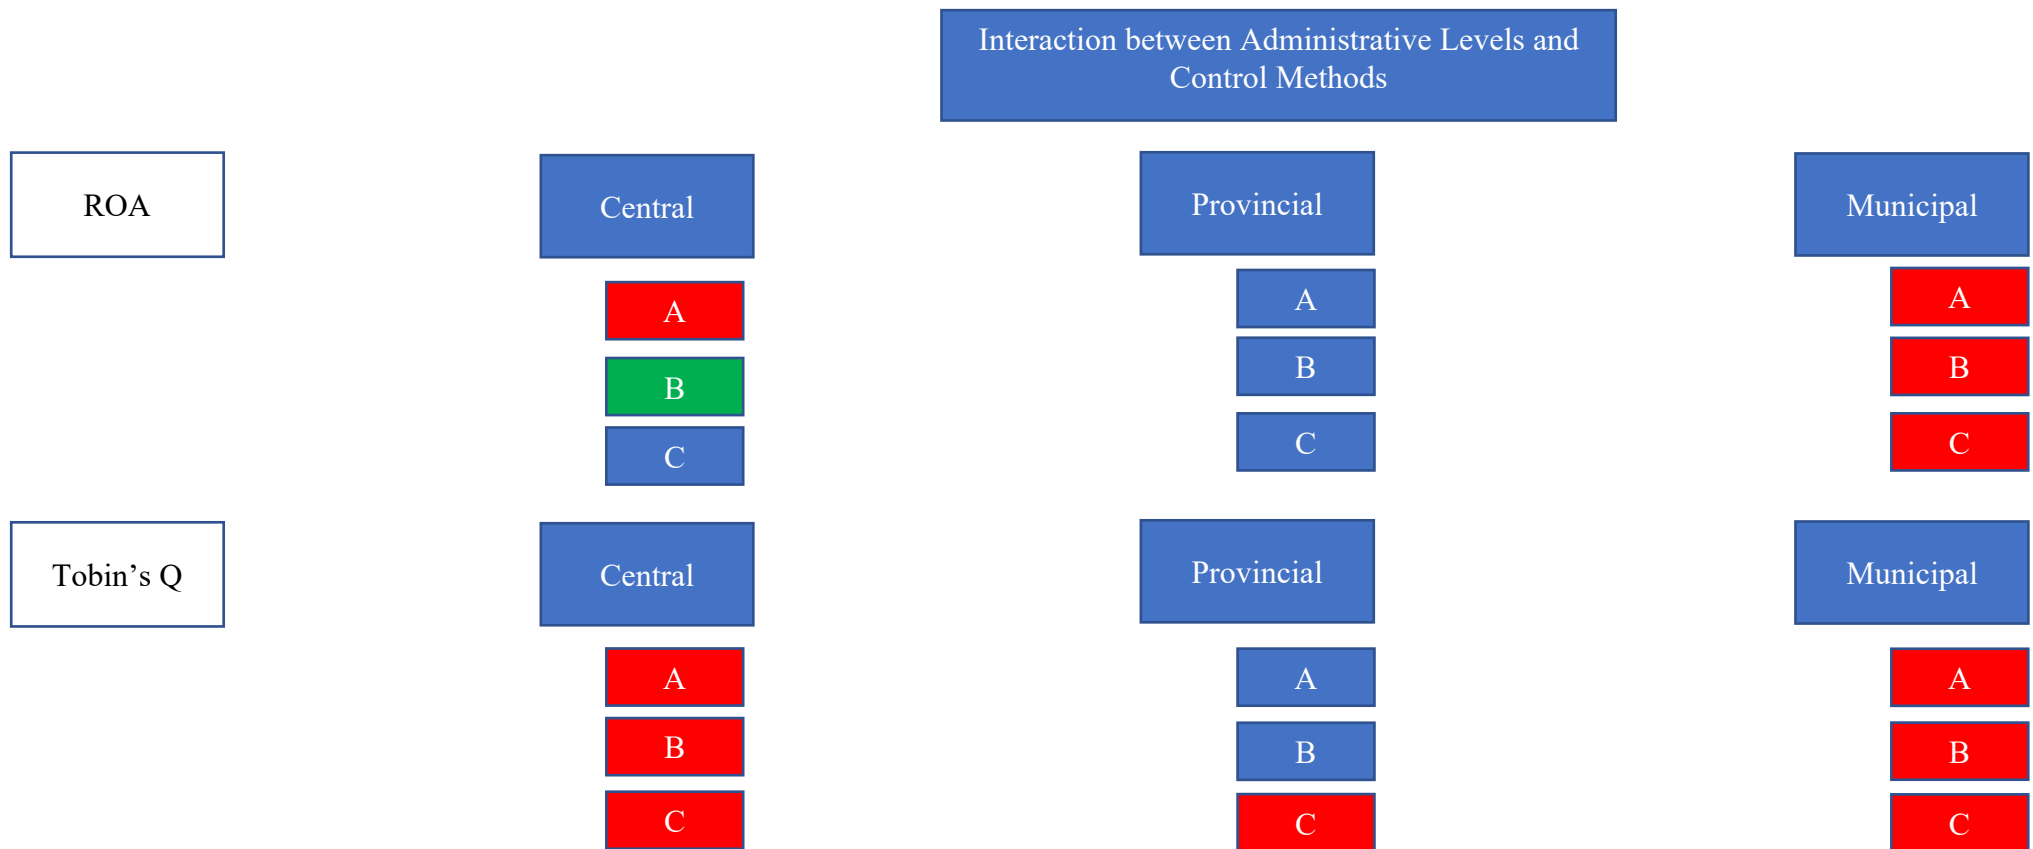 Interaction between Administrative Levels and
Control Methods
ROA
Central
Provincial
Municipal
A
A
A
B
B
B
C
C
C
Tobin’s Q
Central
Provincial
Municipal
A
A
A
B
B
B
C
C
C